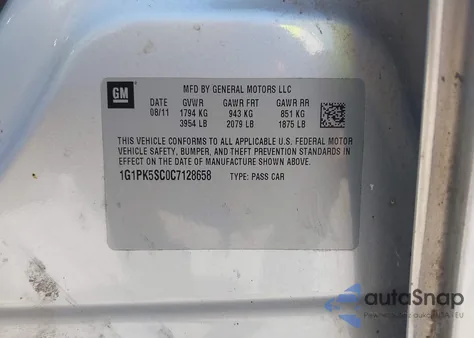 GM
MFD BY GENERAL MOTORS LLC
DATE GVWR GAWR FRT GAWR RR
08/11 1794 KG 943 KG 851 KG
3954 LB 2079 LB 1875 LB
THIS VEHICLE CONFORMS TO ALL APPLICABLE U.S. FEDERAL MOTOR
VEHICLE SAFETY, BUMPER, AND THEFT PREVENTION STANDARDS IN
EFFECT ON THE DATE OF MANUFACTURE SHOWN ABOVE.
1G1PK5SC0C7128658 TYPE: PASS CAR
autoSnap